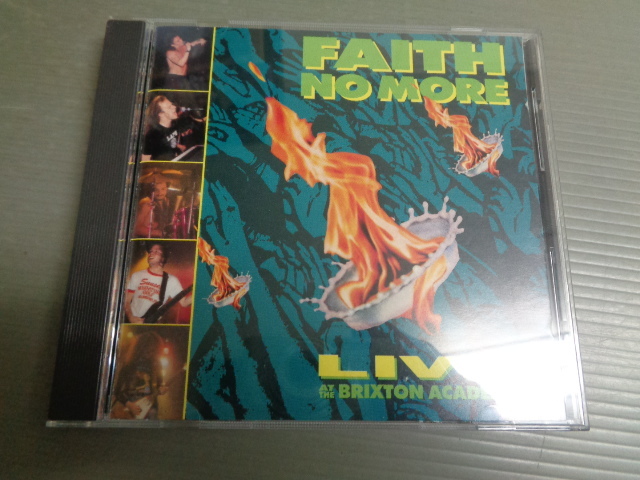 FAITH
NO MORE
LIV
AT THE BRIXTON ACAD